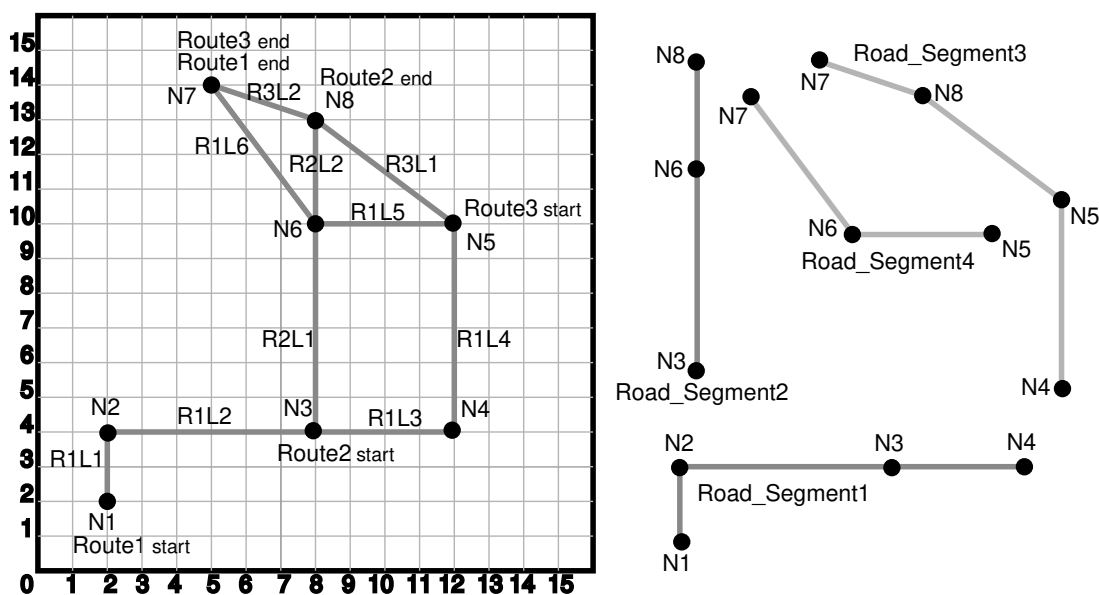 15
14
13
12
11
10
9
8
7
6
5
4
3
2
1
0 1 2 3 4 5 6 7 8 9 10 11 12 13 14 15
Route3 end
Route1 end
N7
R3L2
Route2 end
N8
R1L6
R2L2
R3L1
N6
R1L5
Route3 start
N5
R2L1
R1L4
N2
R1L2
N3
R1L3
N4
Route2 start
R1L1
N1
Route1 start
N8
N6
N3
Road_Segment2
N7
Road_Segment3
N8
N5
N4
N7
N6
N5
Road_Segment4
N2
N3
N4
Road_Segment1
N1